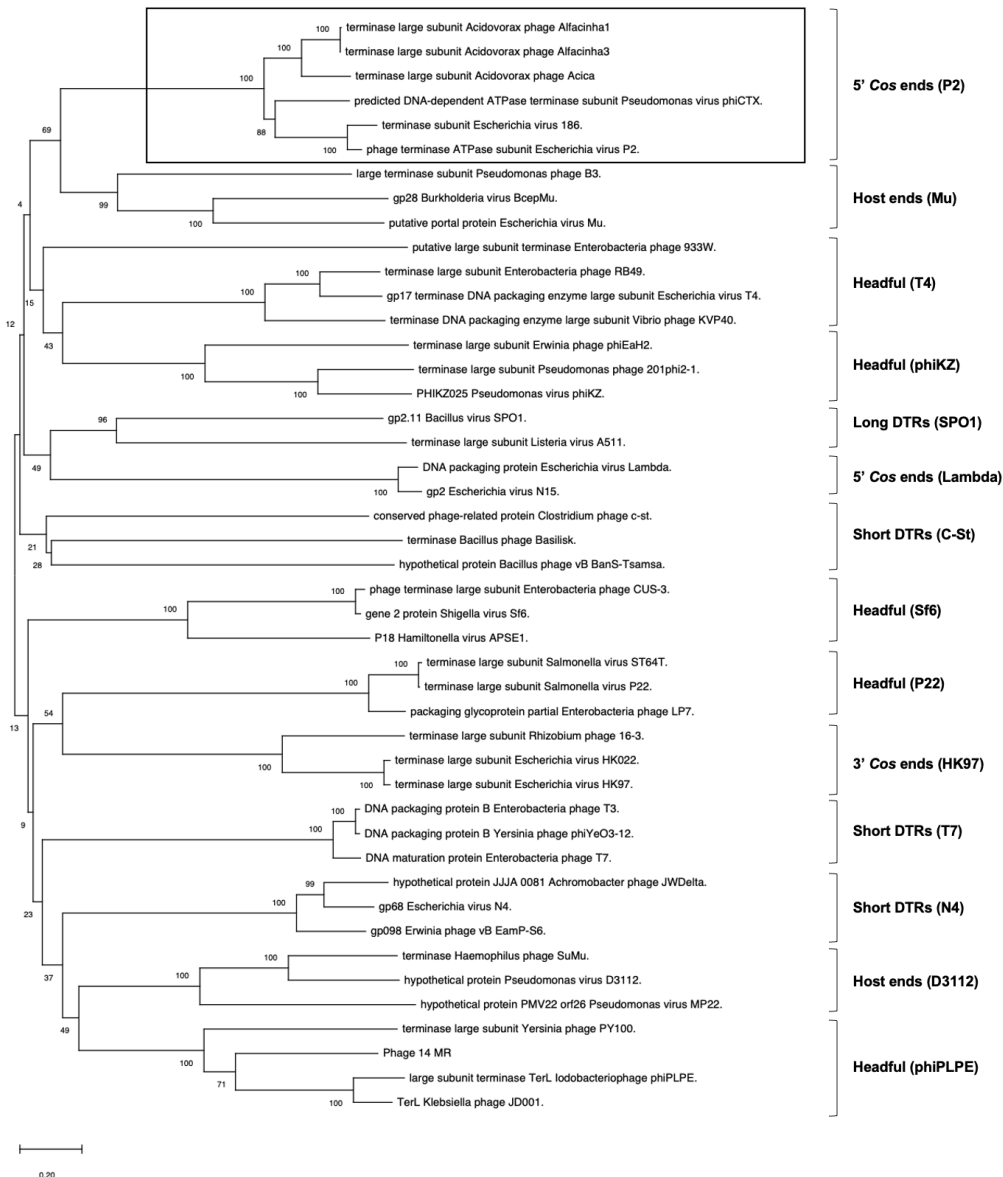 100
terminase large subunit Acidovorax phage Alfacinha1
100
terminase large subunit Acidovorax phage Alfacinha3
100
terminase large subunit Acidovorax phage Acica
5’ Cos ends (P2)
predicted DNA-dependent ATPase terminase subunit Pseudomonas virus phiCTX.
88
terminase subunit Escherichia virus 186.
69
100
phage terminase ATPase subunit Escherichia virus P2.
large terminase subunit Pseudomonas phage B3.
99
gp28 Burkholderia virus BcepMu.
Host ends (Mu)
4
100
putative portal protein Escherichia virus Mu.
putative large subunit terminase Enterobacteria phage 933W.
100
terminase large subunit Enterobacteria phage RB49.
Headful (T4)
100
gp17 terminase DNA packaging enzyme large subunit Escherichia virus T4.
15
terminase DNA packaging enzyme large subunit Vibrio phage KVP40.
12
43
terminase large subunit Erwinia phage phiEaH2.
Headful (phiKZ)
100
terminase large subunit Pseudomonas phage 201phi2-1.
100
PHIKZ025 Pseudomonas virus phiKZ.
96
gp2.11 Bacillus virus SPO1.
Long DTRs (SPO1)
terminase large subunit Listeria virus A511.
49
DNA packaging protein Escherichia virus Lambda.
5’ Cos ends (Lambda)
100
gp2 Escherichia virus N15.
conserved phage-related protein Clostridium phage c-st.
Short DTRs (C-St)
21
terminase Bacillus phage Basilisk.
28
hypothetical protein Bacillus phage vB BanS-Tsamsa.
100
phage terminase large subunit Enterobacteria phage CUS-3.
100
gene 2 protein Shigella virus Sf6.
Headful (Sf6)
P18 Hamiltonella virus APSE1.
100
terminase large subunit Salmonella virus ST64T.
100
terminase large subunit Salmonella virus P22.
Headful (P22)
54
packaging glycoprotein partial Enterobacteria phage LP7.
13
terminase large subunit Rhizobium phage 16-3.
100
terminase large subunit Escherichia virus HK022.
3’ Cos ends (HK97)
100
terminase large subunit Escherichia virus HK97.
9
100
DNA packaging protein B Enterobacteria phage T3.
100
DNA packaging protein B Yersinia phage phiYeO3-12.
Short DTRs (T7)
DNA maturation protein Enterobacteria phage T7.
99
hypothetical protein JJJA 0081 Achromobacter phage JWDelta.
23
100
gp68 Escherichia virus N4.
Short DTRs (N4)
gp098 Erwinia phage vB EamP-S6.
37
100
terminase Haemophilus phage SuMu.
100
hypothetical protein Pseudomonas virus D3112.
Host ends (D3112)
hypothetical protein PMV22 orf26 Pseudomonas virus MP22.
49
terminase large subunit Yersinia phage PY100.
100
Phage 14 MR
Headful (phiPLPE)
71
large subunit terminase TerL Iodobacteriophage phiPLPE.
100
TerL Klebsiella phage JD001.
0.20